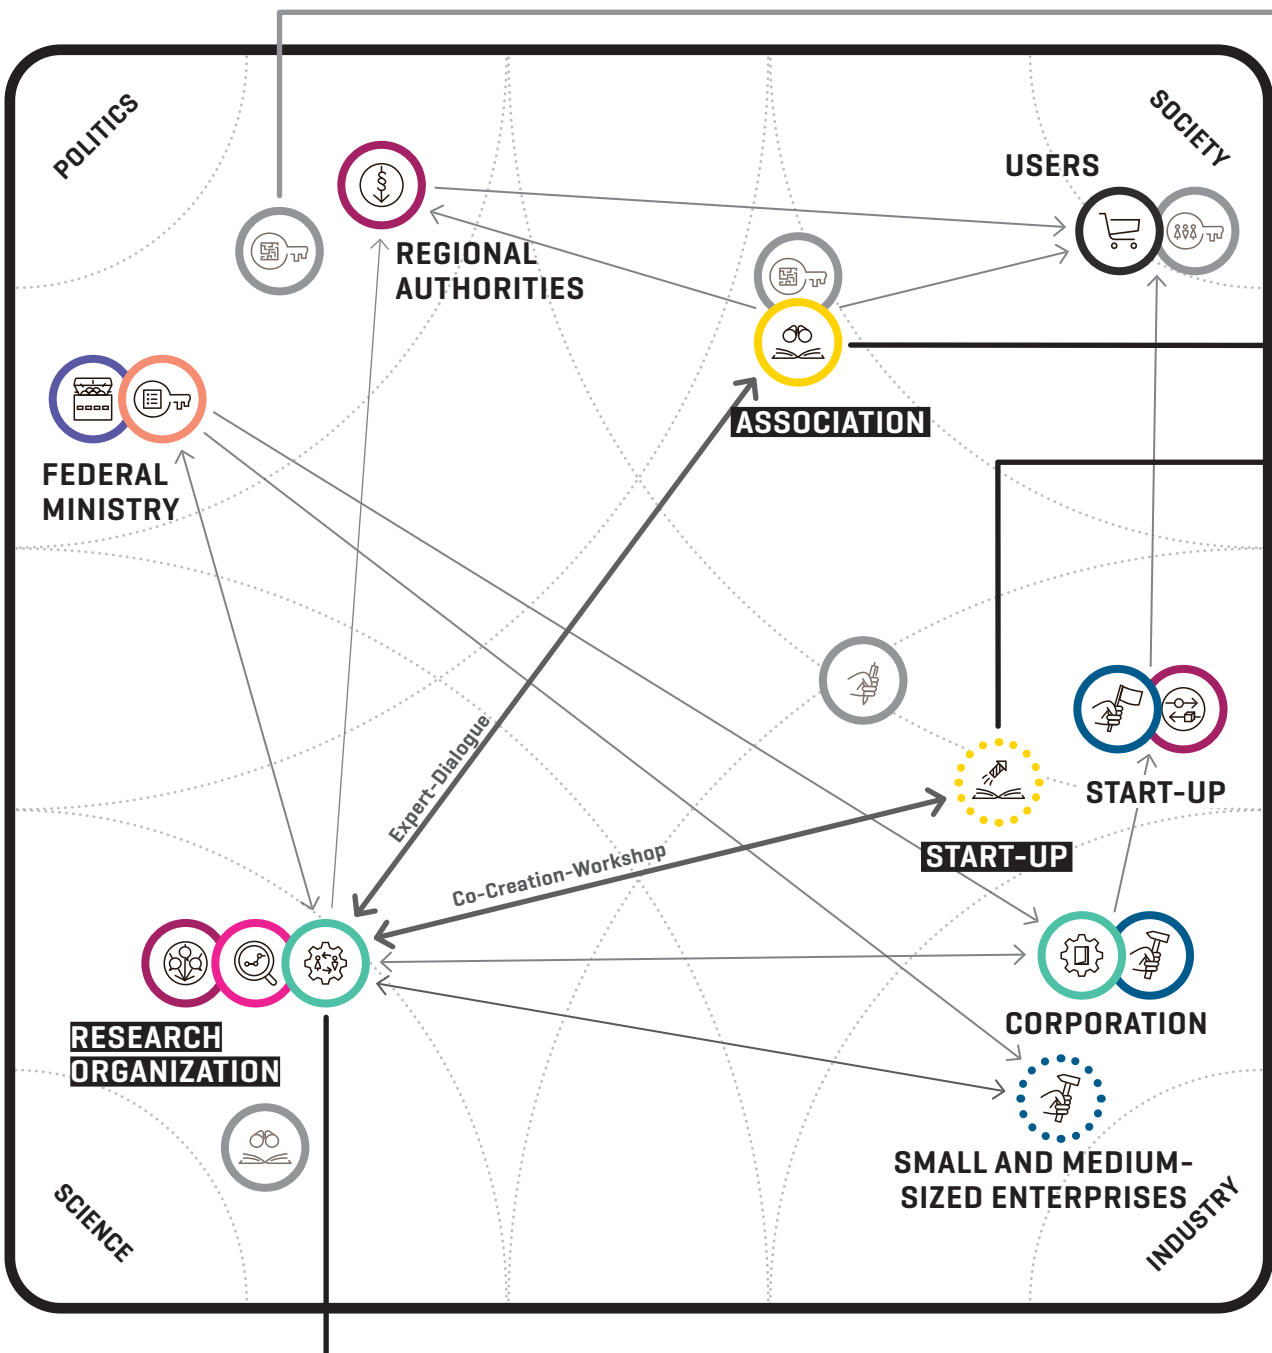 POLITICS
SOCIETY
USERS
REGIONAL
AUTHORITIES
ASSOCIATION
FEDERAL
MINISTRY
Expert-Dialogue
START-UP
START-UP
Co-Creation-Workshop
CORPORATION
RESEARCH
ORGANIZATION
SMALL AND MEDIUM-
SIZED ENTERPRISES
SCIENCE
INDUSTRY